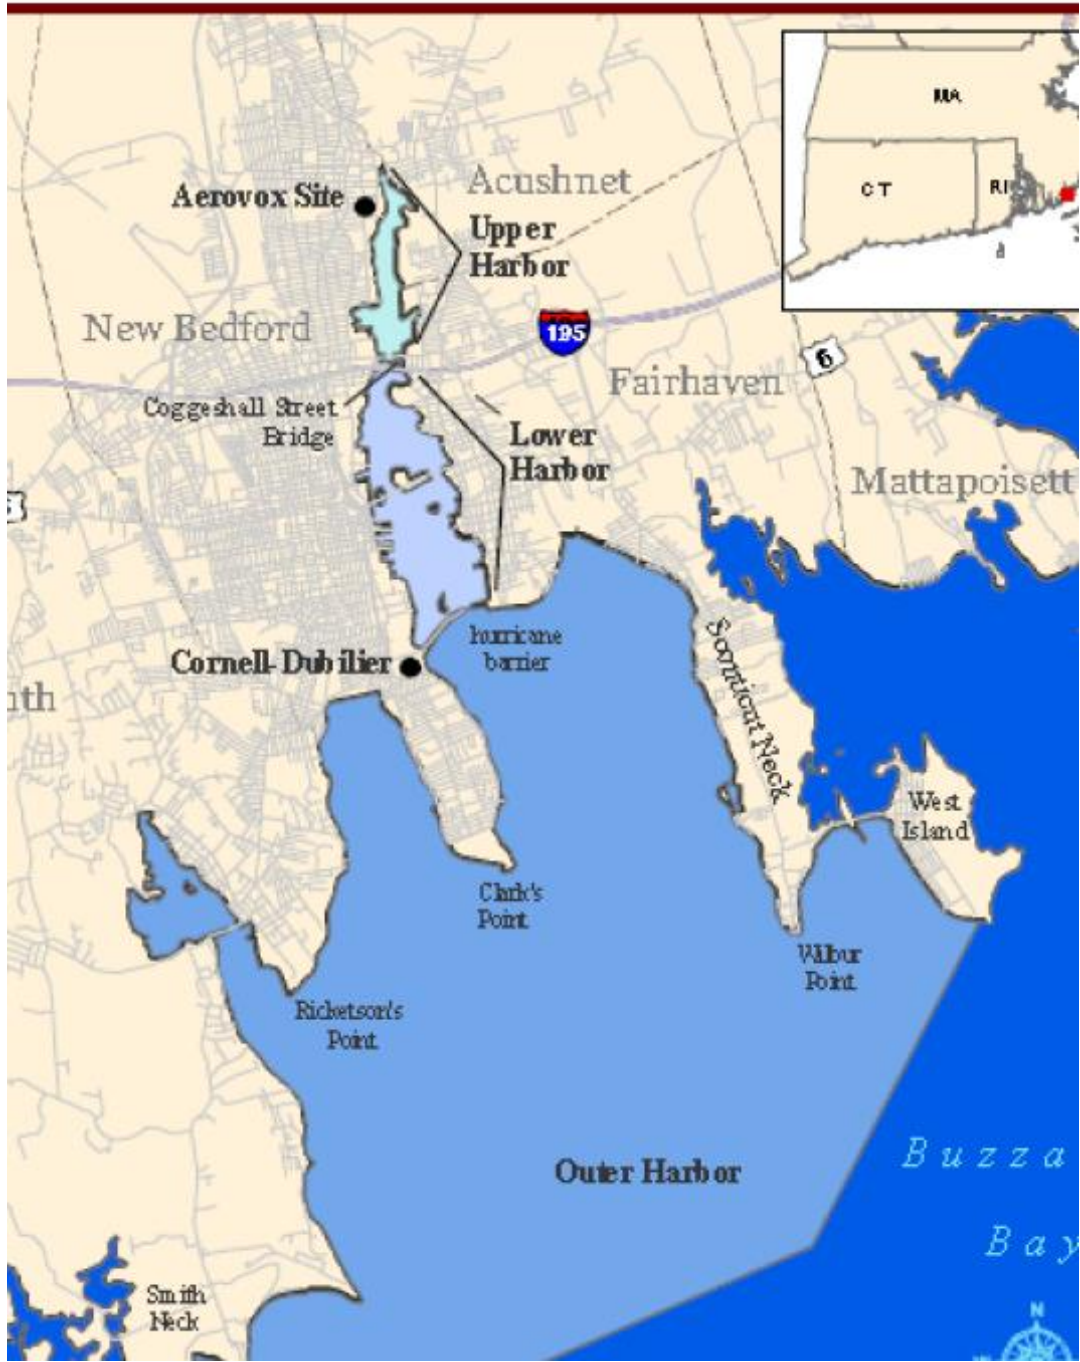 MA
CT
RI
Aerovox Site
Acushnet
Upper
Harbor
New Bedford
195
6
Fairhaven
Coggeshall Street
Bridge
Lower
Harbor
Mattapoisett
hurricane
barrier
Cornell-Dubilier
Sconticut Neck
West
Island
Clark's
Point
Wilbur
Point
Ricketson's
Point
Outer Harbor
Buzza
Bay
Smith
Neck
N